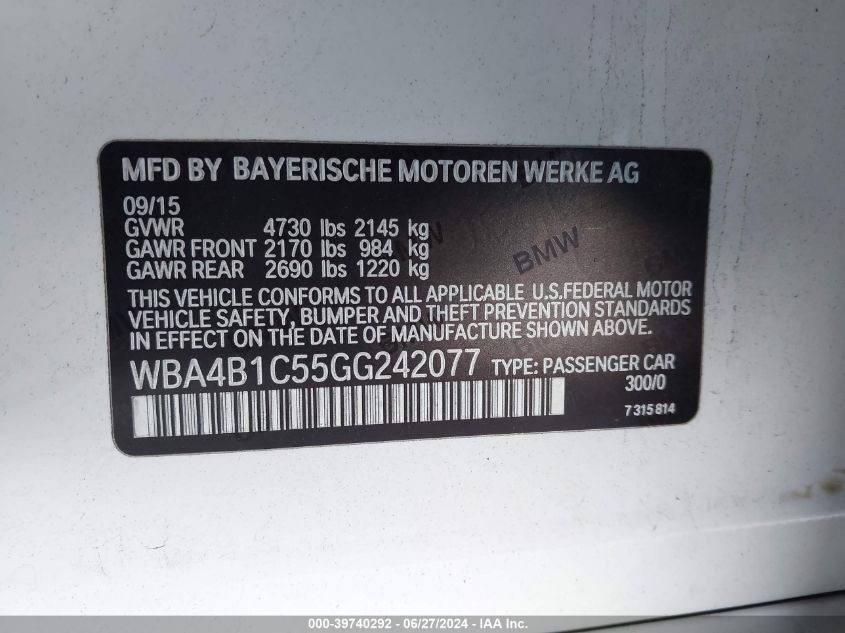 MFD BY BAYERISCHE MOTOREN WERKE AG
09/15
GVWR 4730 lbs 2145 kg
GAWR FRONT 2170 lbs 984 kg
GAWR REAR 2690 lbs 1220 kg
BMW
THIS VEHICLE CONFORMS TO ALL APPLICABLE U.S.FEDERAL MOTOR
VEHICLE SAFETY, BUMPER AND THEFT PREVENTION STANDARDS
IN EFFECT ON THE DATE OF MANUFACTURE SHOWN ABOVE.
WBA4B1C55GG242077 TYPE: PASSENGER CAR
300/0
7 315 814
BMW
000-39740292 - 06/27/2024 - IAA Inc.